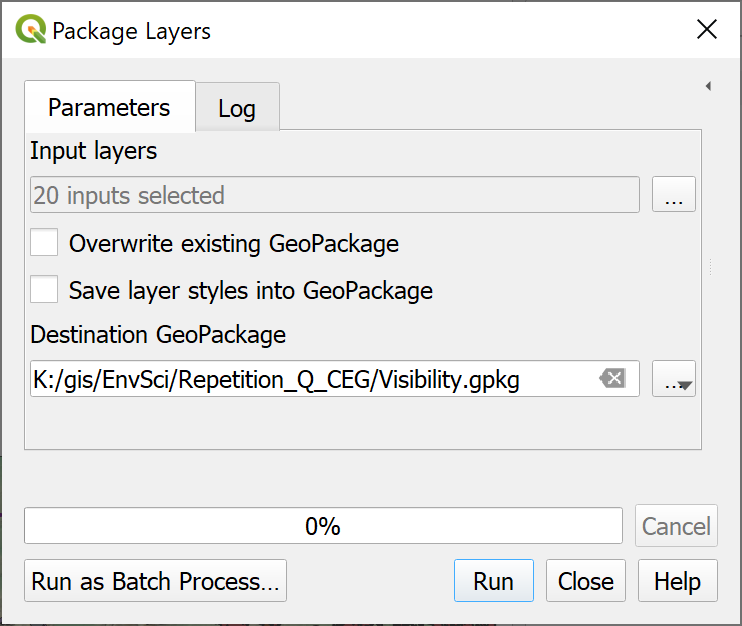 Package Layers
Parameters
Log
Input layers
20 inputs selected
...
Overwrite existing GeoPackage
Save layer styles into GeoPackage
Destination GeoPackage
K:/gis/EnvSci/Repetition_Q_CEG/Visibility.gpkg
...
0%
Cancel
Run as Batch Process...
Run
Close
Help